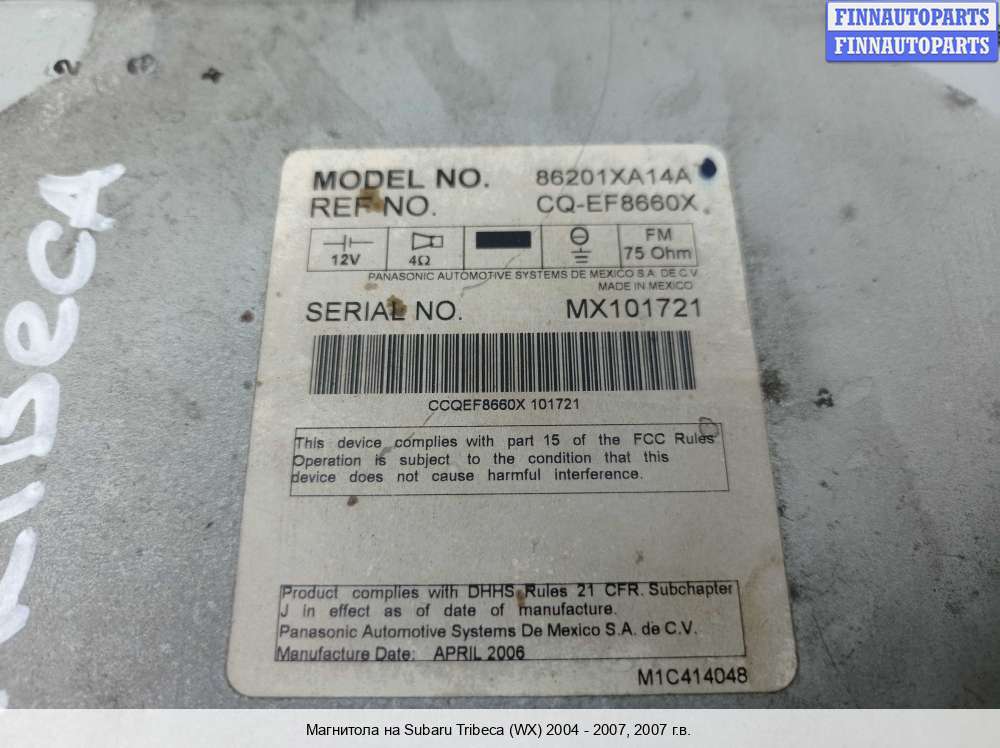 FINNAUTOPARTS
FINNAUTOPARTS
MODEL NO. 86201XA14A
REF NO. CQ-EF8660X
12V 4Ω FM 75 Ohm
PANASONIC AUTOMOTIVE SYSTEMS DE MEXICO S.A. DE C.V.
MADE IN MEXICO
SERIAL NO. MX101721
CCQEF8660X 101721
This device complies with part 15 of the FCC Rules
Operation is subject to the condition that this
device does not cause harmful interference.
Product complies with DHHS Rules 21 CFR. Subchapter
J in effect as of date of manufacture.
Panasonic Automotive Systems De Mexico S.A. de C.V.
Manufacture Date: APRIL 2006
M1C414048
Магнитола на Subaru Tribeca (WX) 2004 - 2007, 2007 г.в.